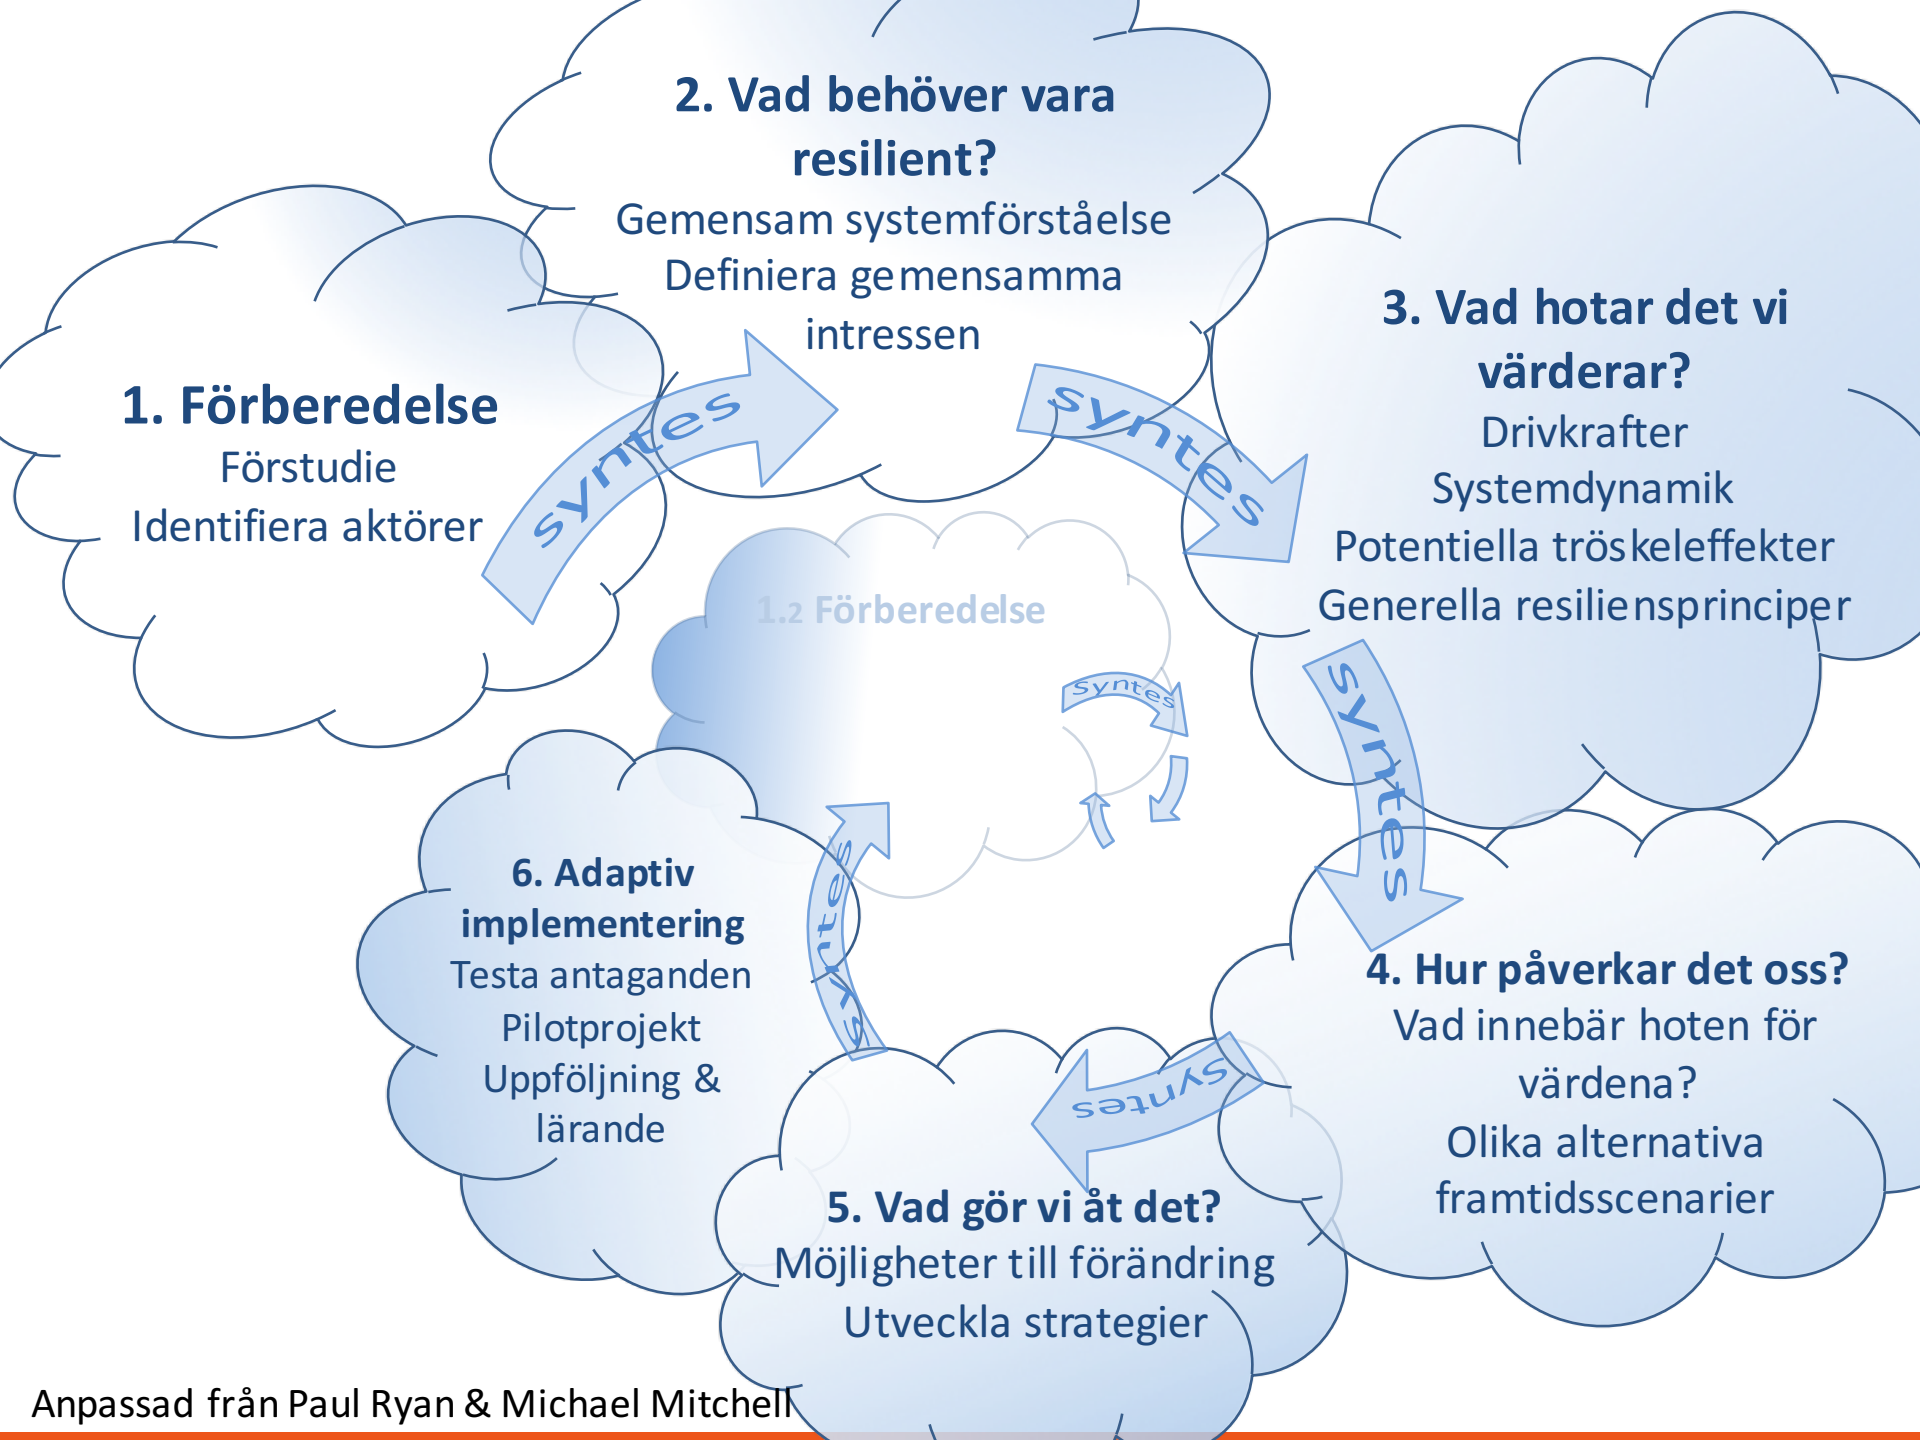 2. Vad behöver vara
resilient?
Gemensam systemförståelse
Definiera gemensamma
intressen
1. Förberedelse
Förstudie
Identifiera aktörer
syntes
syntes
3. Vad hotar det vi
värderar?
Drivkrafter
Systemdynamik
Potentiella tröskeleffekter
Generella resiliensprinciper
syntes
1.2 Förberedelse
Syntes
4. Hur påverkar det oss?
Vad innebär hoten för
värdena?
Olika alternativa
framtidsscenarier
syntes
5. Vad gör vi åt det?
Möjligheter till förändring
Utveckla strategier
syntes
6. Adaptiv
implementering
Testa antaganden
Pilotprojekt
Uppföljning &
lärande
Anpassad från Paul Ryan & Michael Mitchell